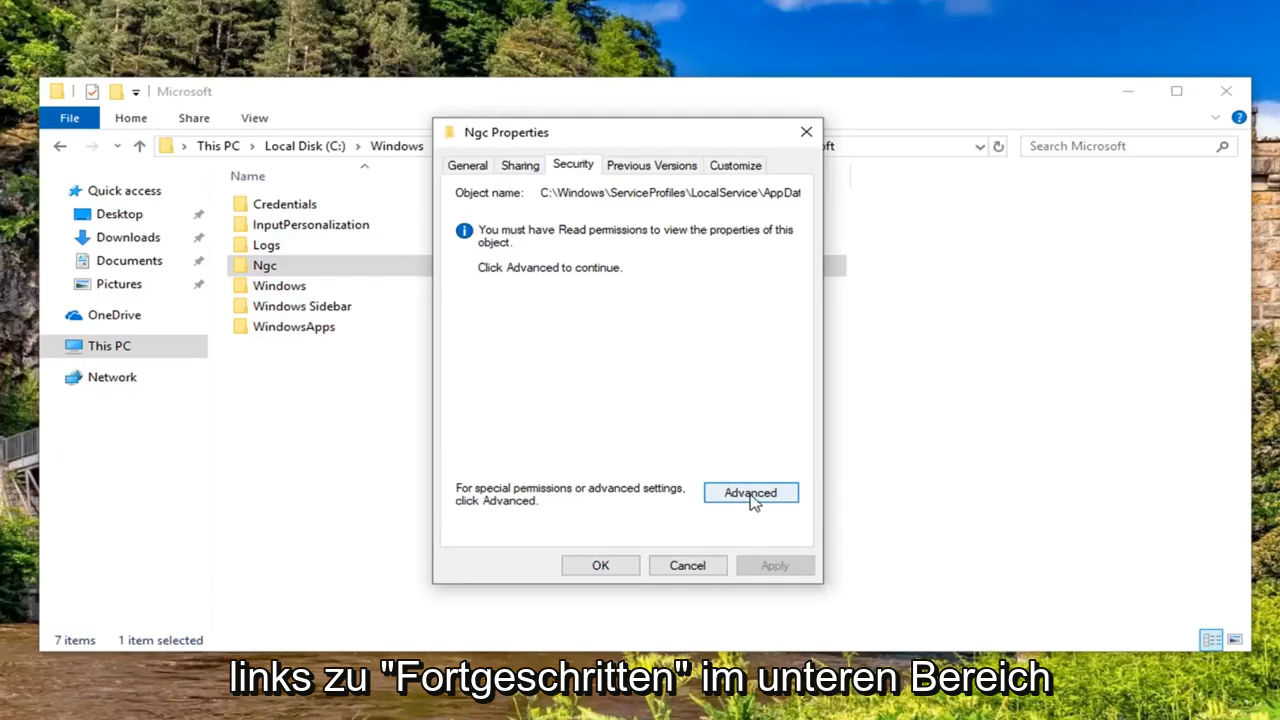 Microsoft
File Home Share View
This PC Local Disk (C:) Windows
ft
Search Microsoft
Quick access
Desktop
Downloads
Documents
Pictures
OneDrive
This PC
Network
Name
Credentials
InputPersonalization
Logs
Ngc
Windows
Windows Sidebar
WindowsApps
Ngc Properties
General Sharing Security Previous Versions Customize
Object name: C:\Windows\ServiceProfiles\LocalService\AppDat
You must have Read permissions to view the properties of this
object.
Click Advanced to continue.
For special permissions or advanced settings,
click Advanced.
Advanced
OK Cancel Apply
7 items 1 item selected
links zu "Fortgeschritten" im unteren Bereich